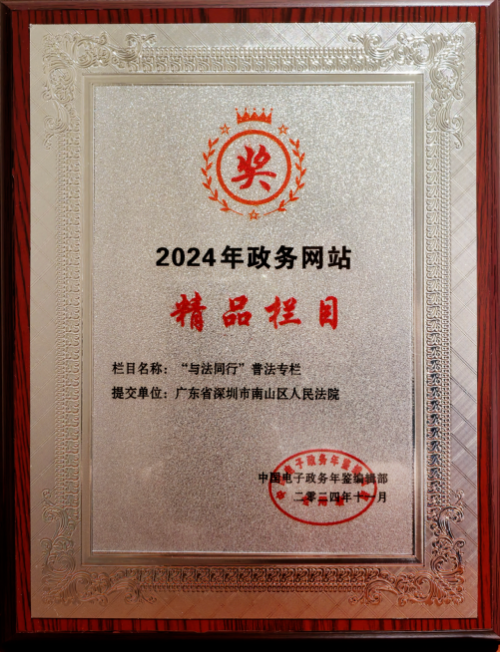 奖
2024年政务网站
精品栏目
栏目名称：“与法同行”普法专栏
提交单位：广东省深圳市南山区人民法院
中国电子政务年鉴编辑部
二零二四年十一月